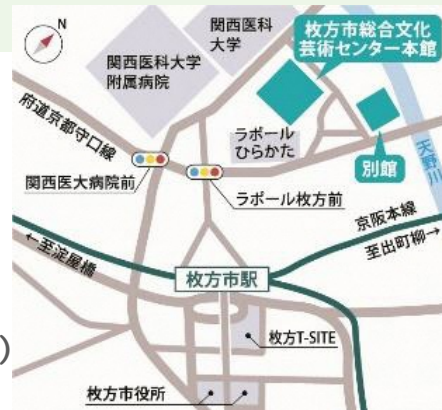 N
関西医科
大学
枚方市総合文化
芸術センター本館
関西医科大学
附属病院
府道京都守口線
ラポール
ひらかた
別館
天野川
関西医大病院前
ラポール枚方前
京阪本線
至出町柳→
←至淀屋橋
枚方市駅
枚方T-SITE
枚方市役所
)